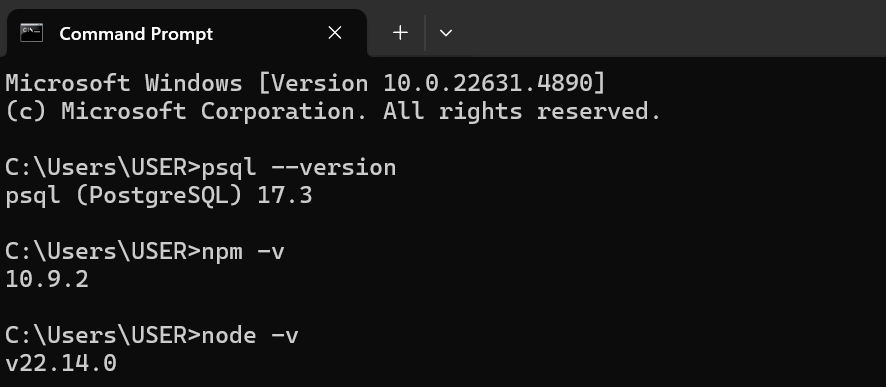 Command Prompt
Microsoft Windows [Version 10.0.22631.4890]
(c) Microsoft Corporation. All rights reserved.
C:\Users\USER>psql --version
psql (PostgreSQL) 17.3
C:\Users\USER>npm -v
10.9.2
C:\Users\USER>node -v
v22.14.0